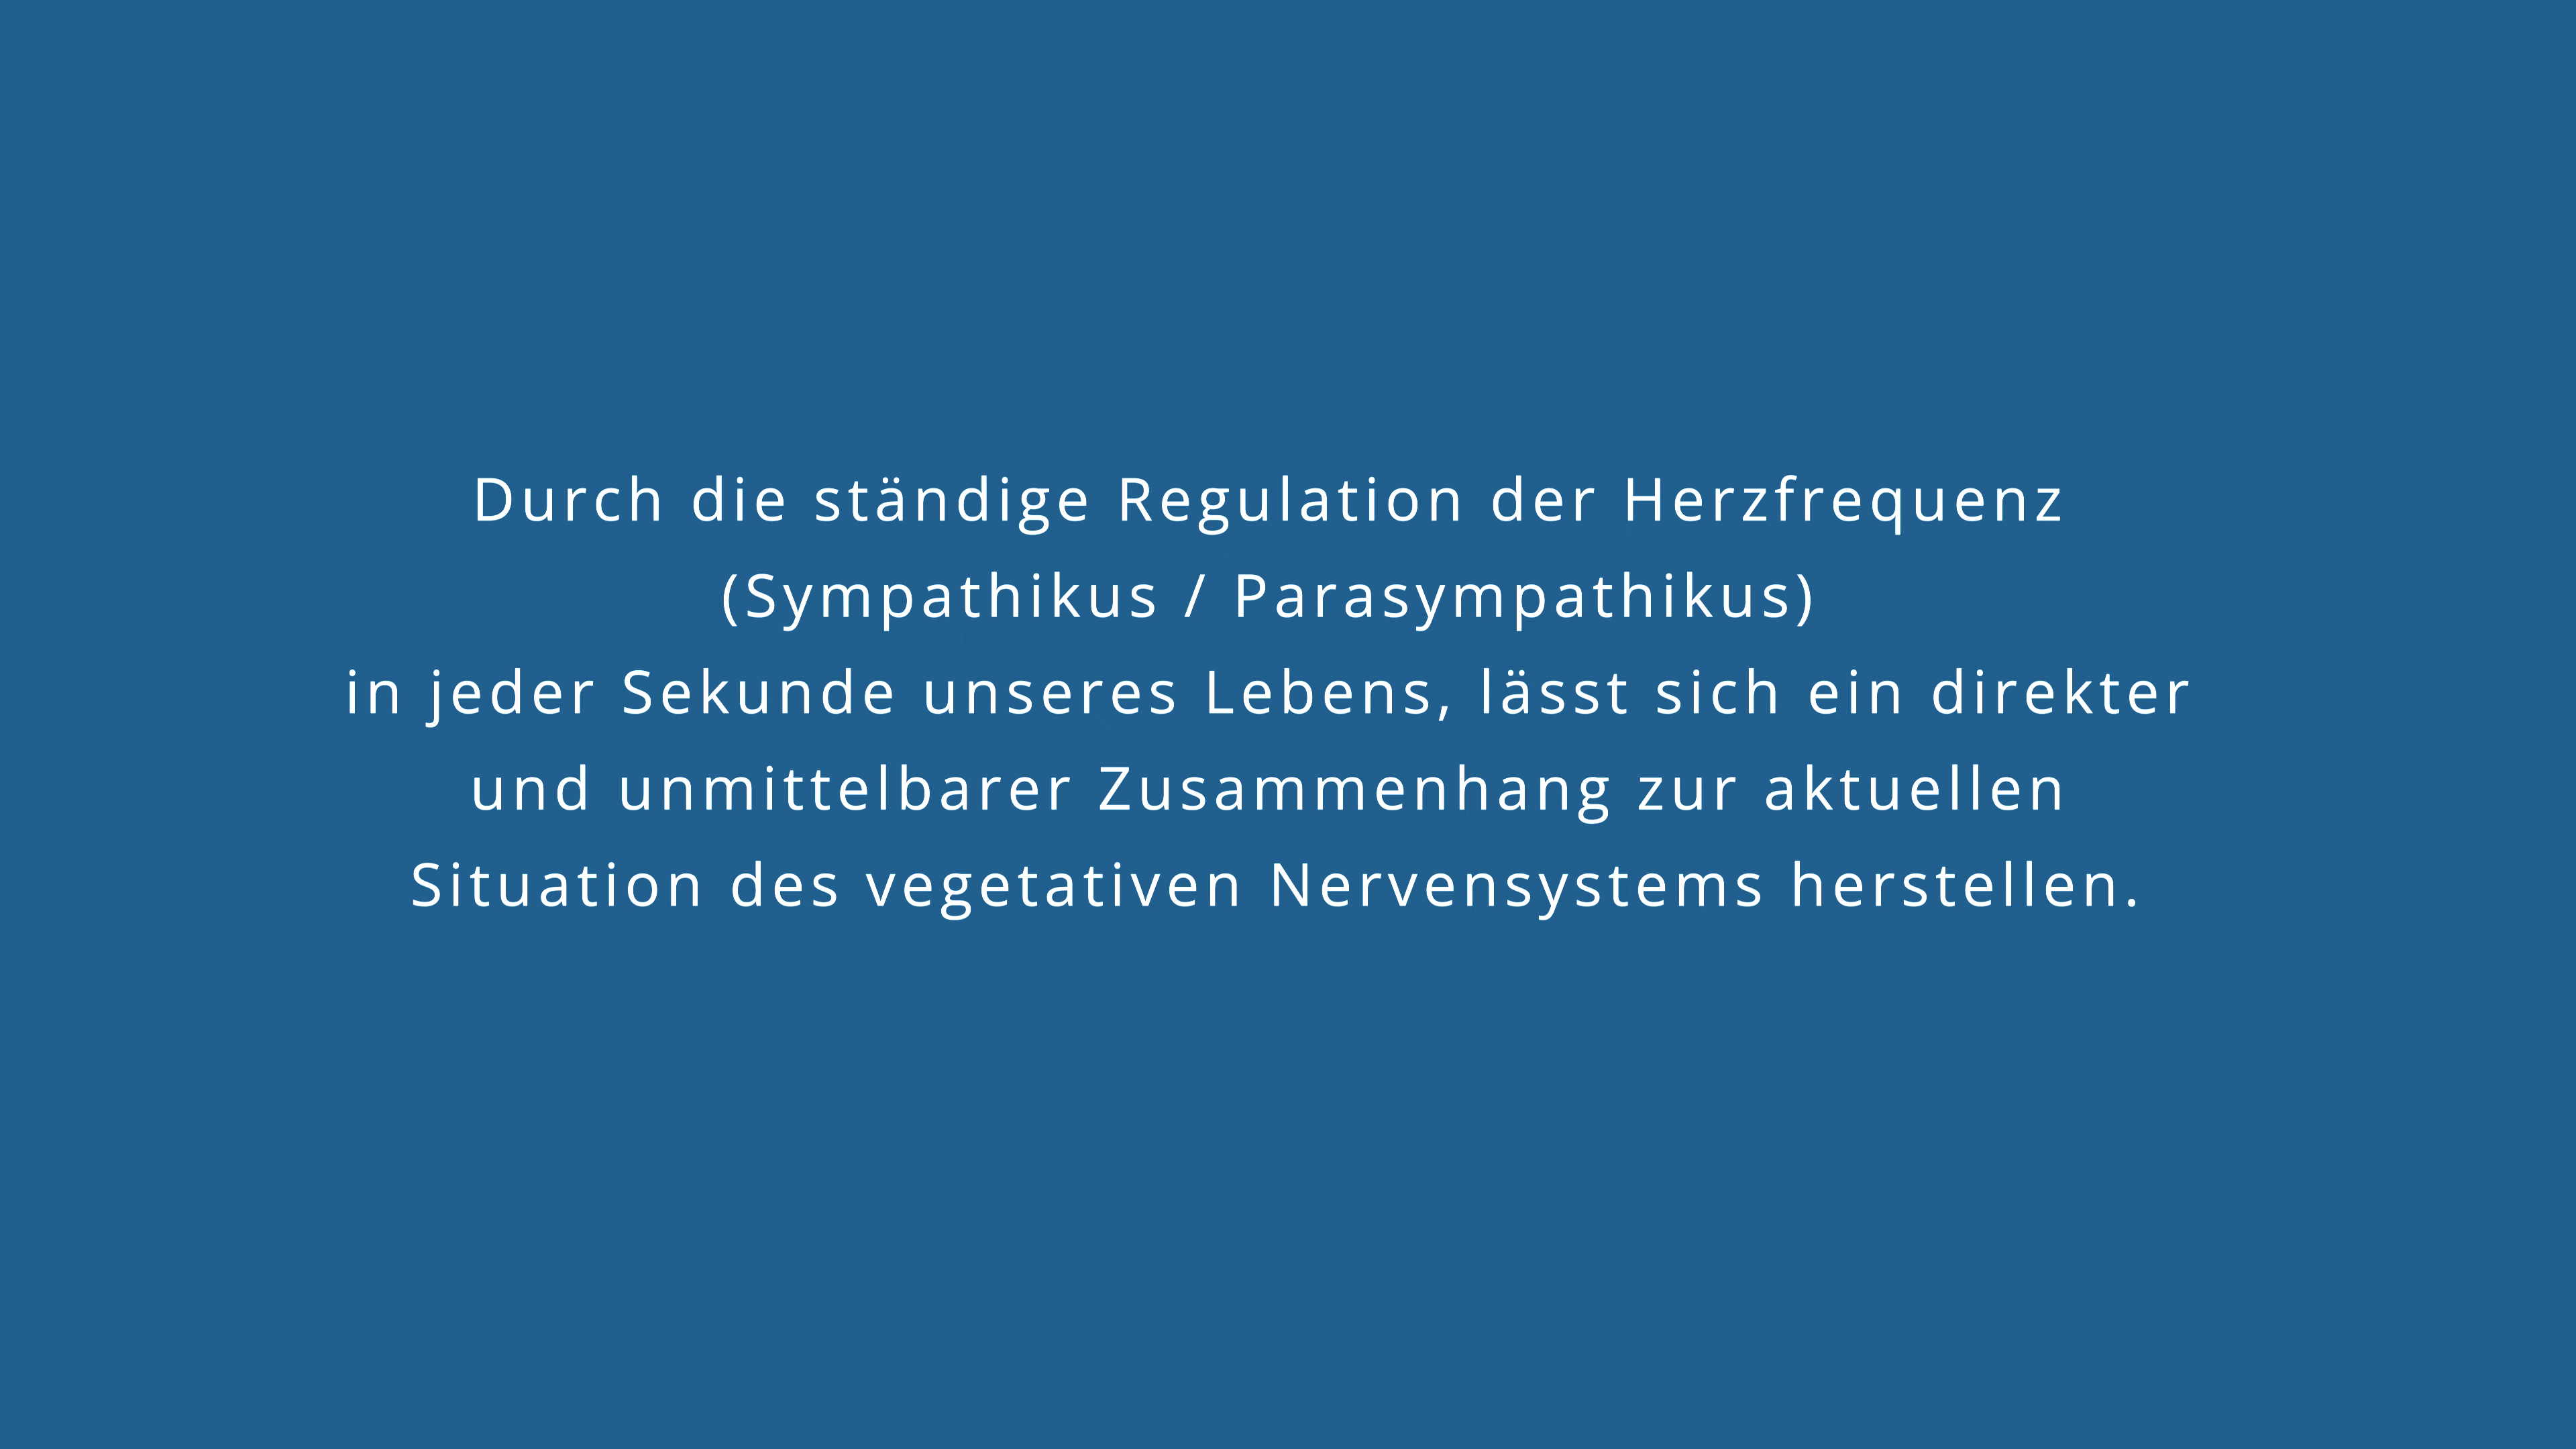 Durch die ständige Regulation der Herzfrequenz
(Sympathikus / Parasympathikus)
in jeder Sekunde unseres Lebens, lässt sich ein direkter
und unmittelbarer Zusammenhang zur aktuellen
Situation des vegetativen Nervensystems herstellen.